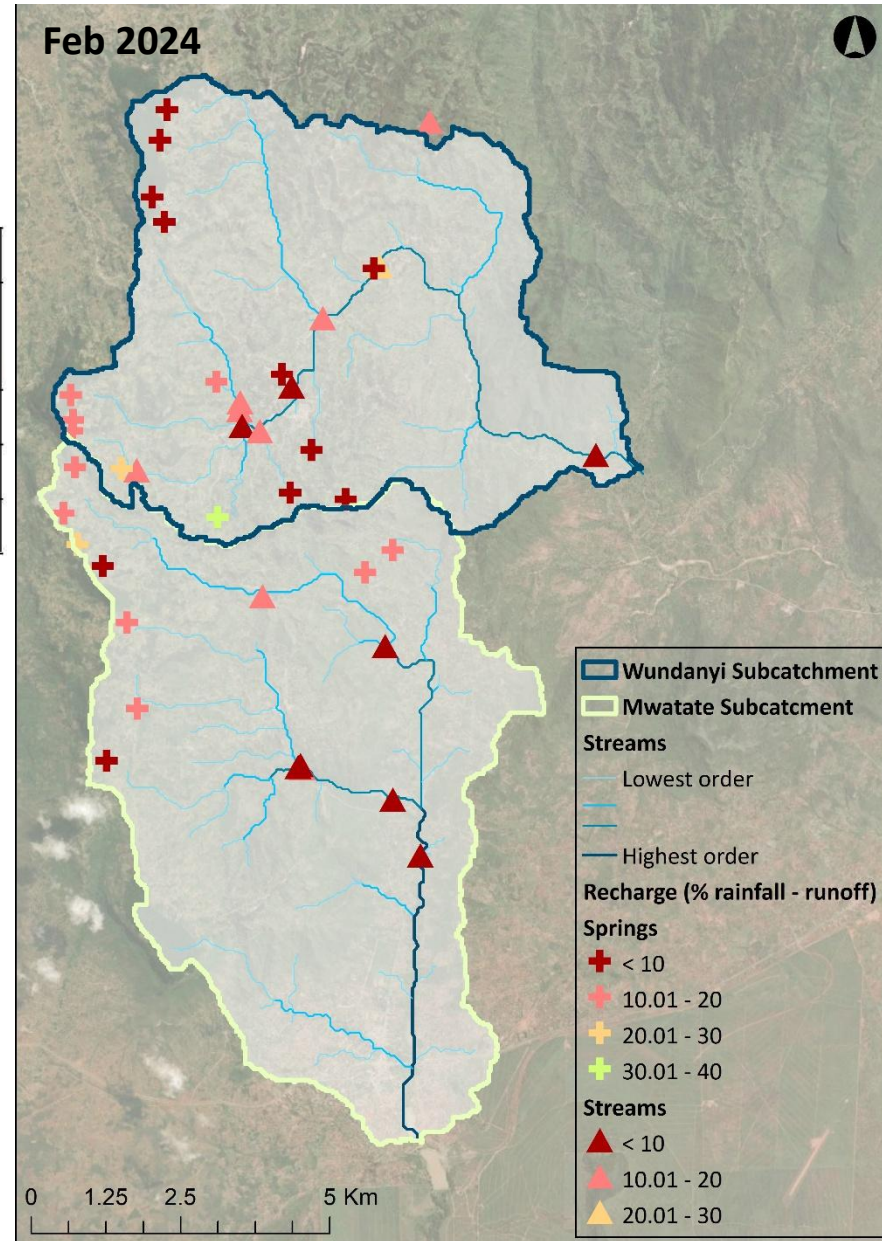 Feb 2024
Wundanyi Subcatchment
Mwatate Subcatcment
Streams
Lowest order
Highest order
Recharge (% rainfall - runoff)
Springs
< 10
10.01 - 20
20.01 - 30
30.01 - 40
Streams
< 10
10.01 - 20
20.01 - 30
0 1.25 2.5 5 Km